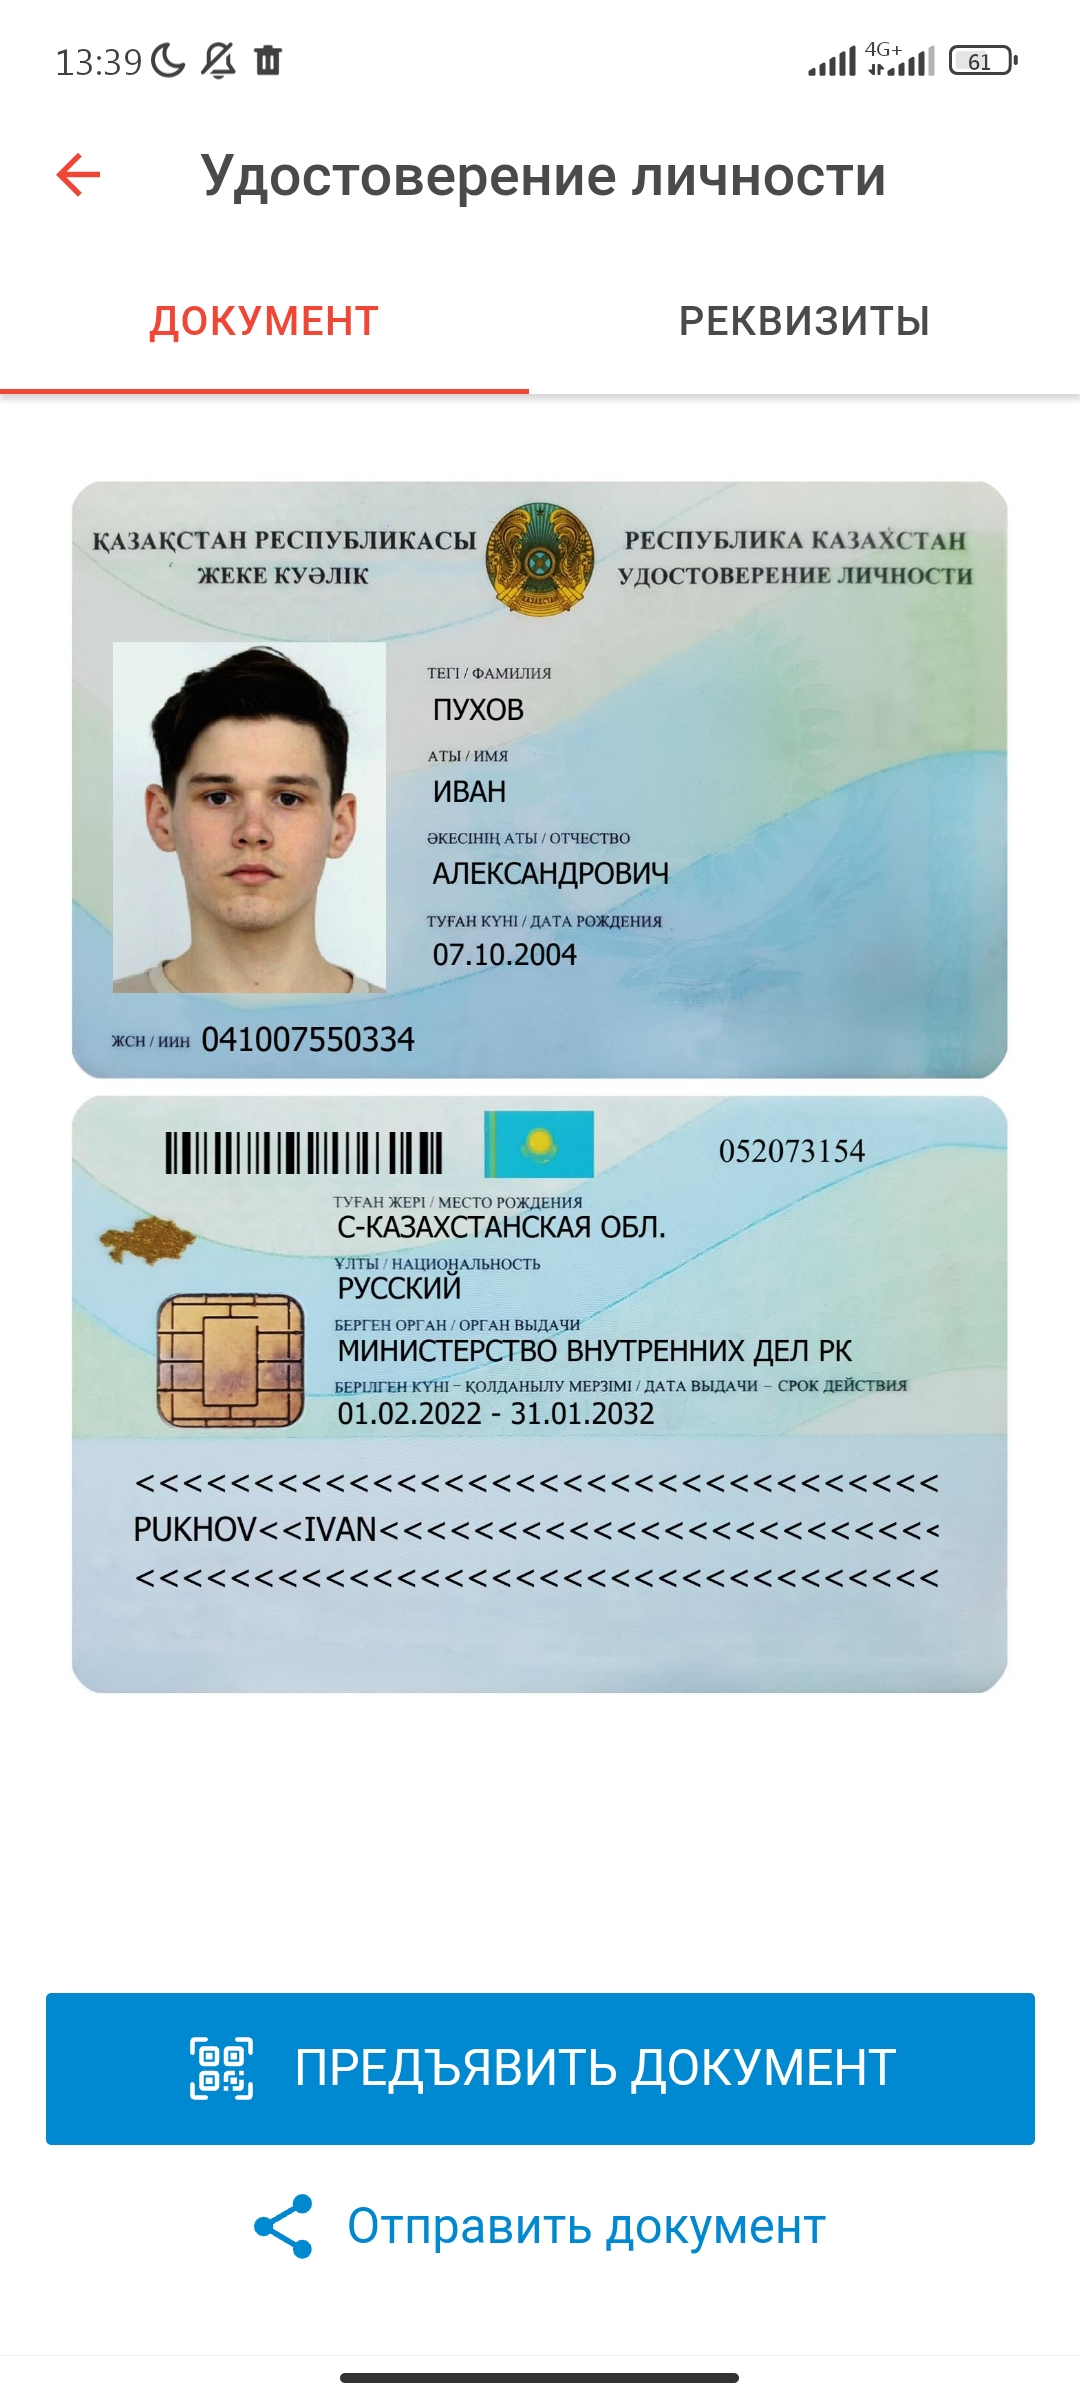 13:39
4G+
61
Удостоверение личности
ДОКУМЕНТ
РЕКВИЗИТЫ
ҚАЗАҚСТАН РЕСПУБЛИКАСЫ
ЖЕКЕ КУӘЛІК
РЕСПУБЛИКА КАЗАХСТАН
УДОСТОВЕРЕНИЕ ЛИЧНОСТИ
ТЕГІ / ФАМИЛИЯ
ПУХОВ
АТЫ / ИМЯ
ИВАН
ӘКЕСІНІҢ АТЫ / ОТЧЕСТВО
АЛЕКСАНДРОВИЧ
ТУҒАН КҮНІ / ДАТА РОЖДЕНИЯ
07.10.2004
ЖСН / ИИН 041007550334
052073154
ТУҒАН ЖЕРІ / МЕСТО РОЖДЕНИЯ
С-КАЗАХСТАНСКАЯ ОБЛ.
ҰЛТЫ / НАЦИОНАЛЬНОСТЬ
РУССКИЙ
БЕРГЕН ОРГАН / ОРГАН ВЫДАЧИ
МИНИСТЕРСТВО ВНУТРЕННИХ ДЕЛ РК
БЕРІЛГЕН КҮНІ – ҚОЛДАНЫЛУ МЕРЗІМІ / ДАТА ВЫДАЧИ – СРОК ДЕЙСТВИЯ
01.02.2022 - 31.01.2032
<<<<<<<<<<<<<<<<<<<<<<<<<<<<<<<<<<
PUKHOV<<IVAN<<<<<<<<<<<<<<<<<<<<<<<<
<<<<<<<<<<<<<<<<<<<<<<<<<<<<<<<<<<
ПРЕДЪЯВИТЬ ДОКУМЕНТ
Отправить документ